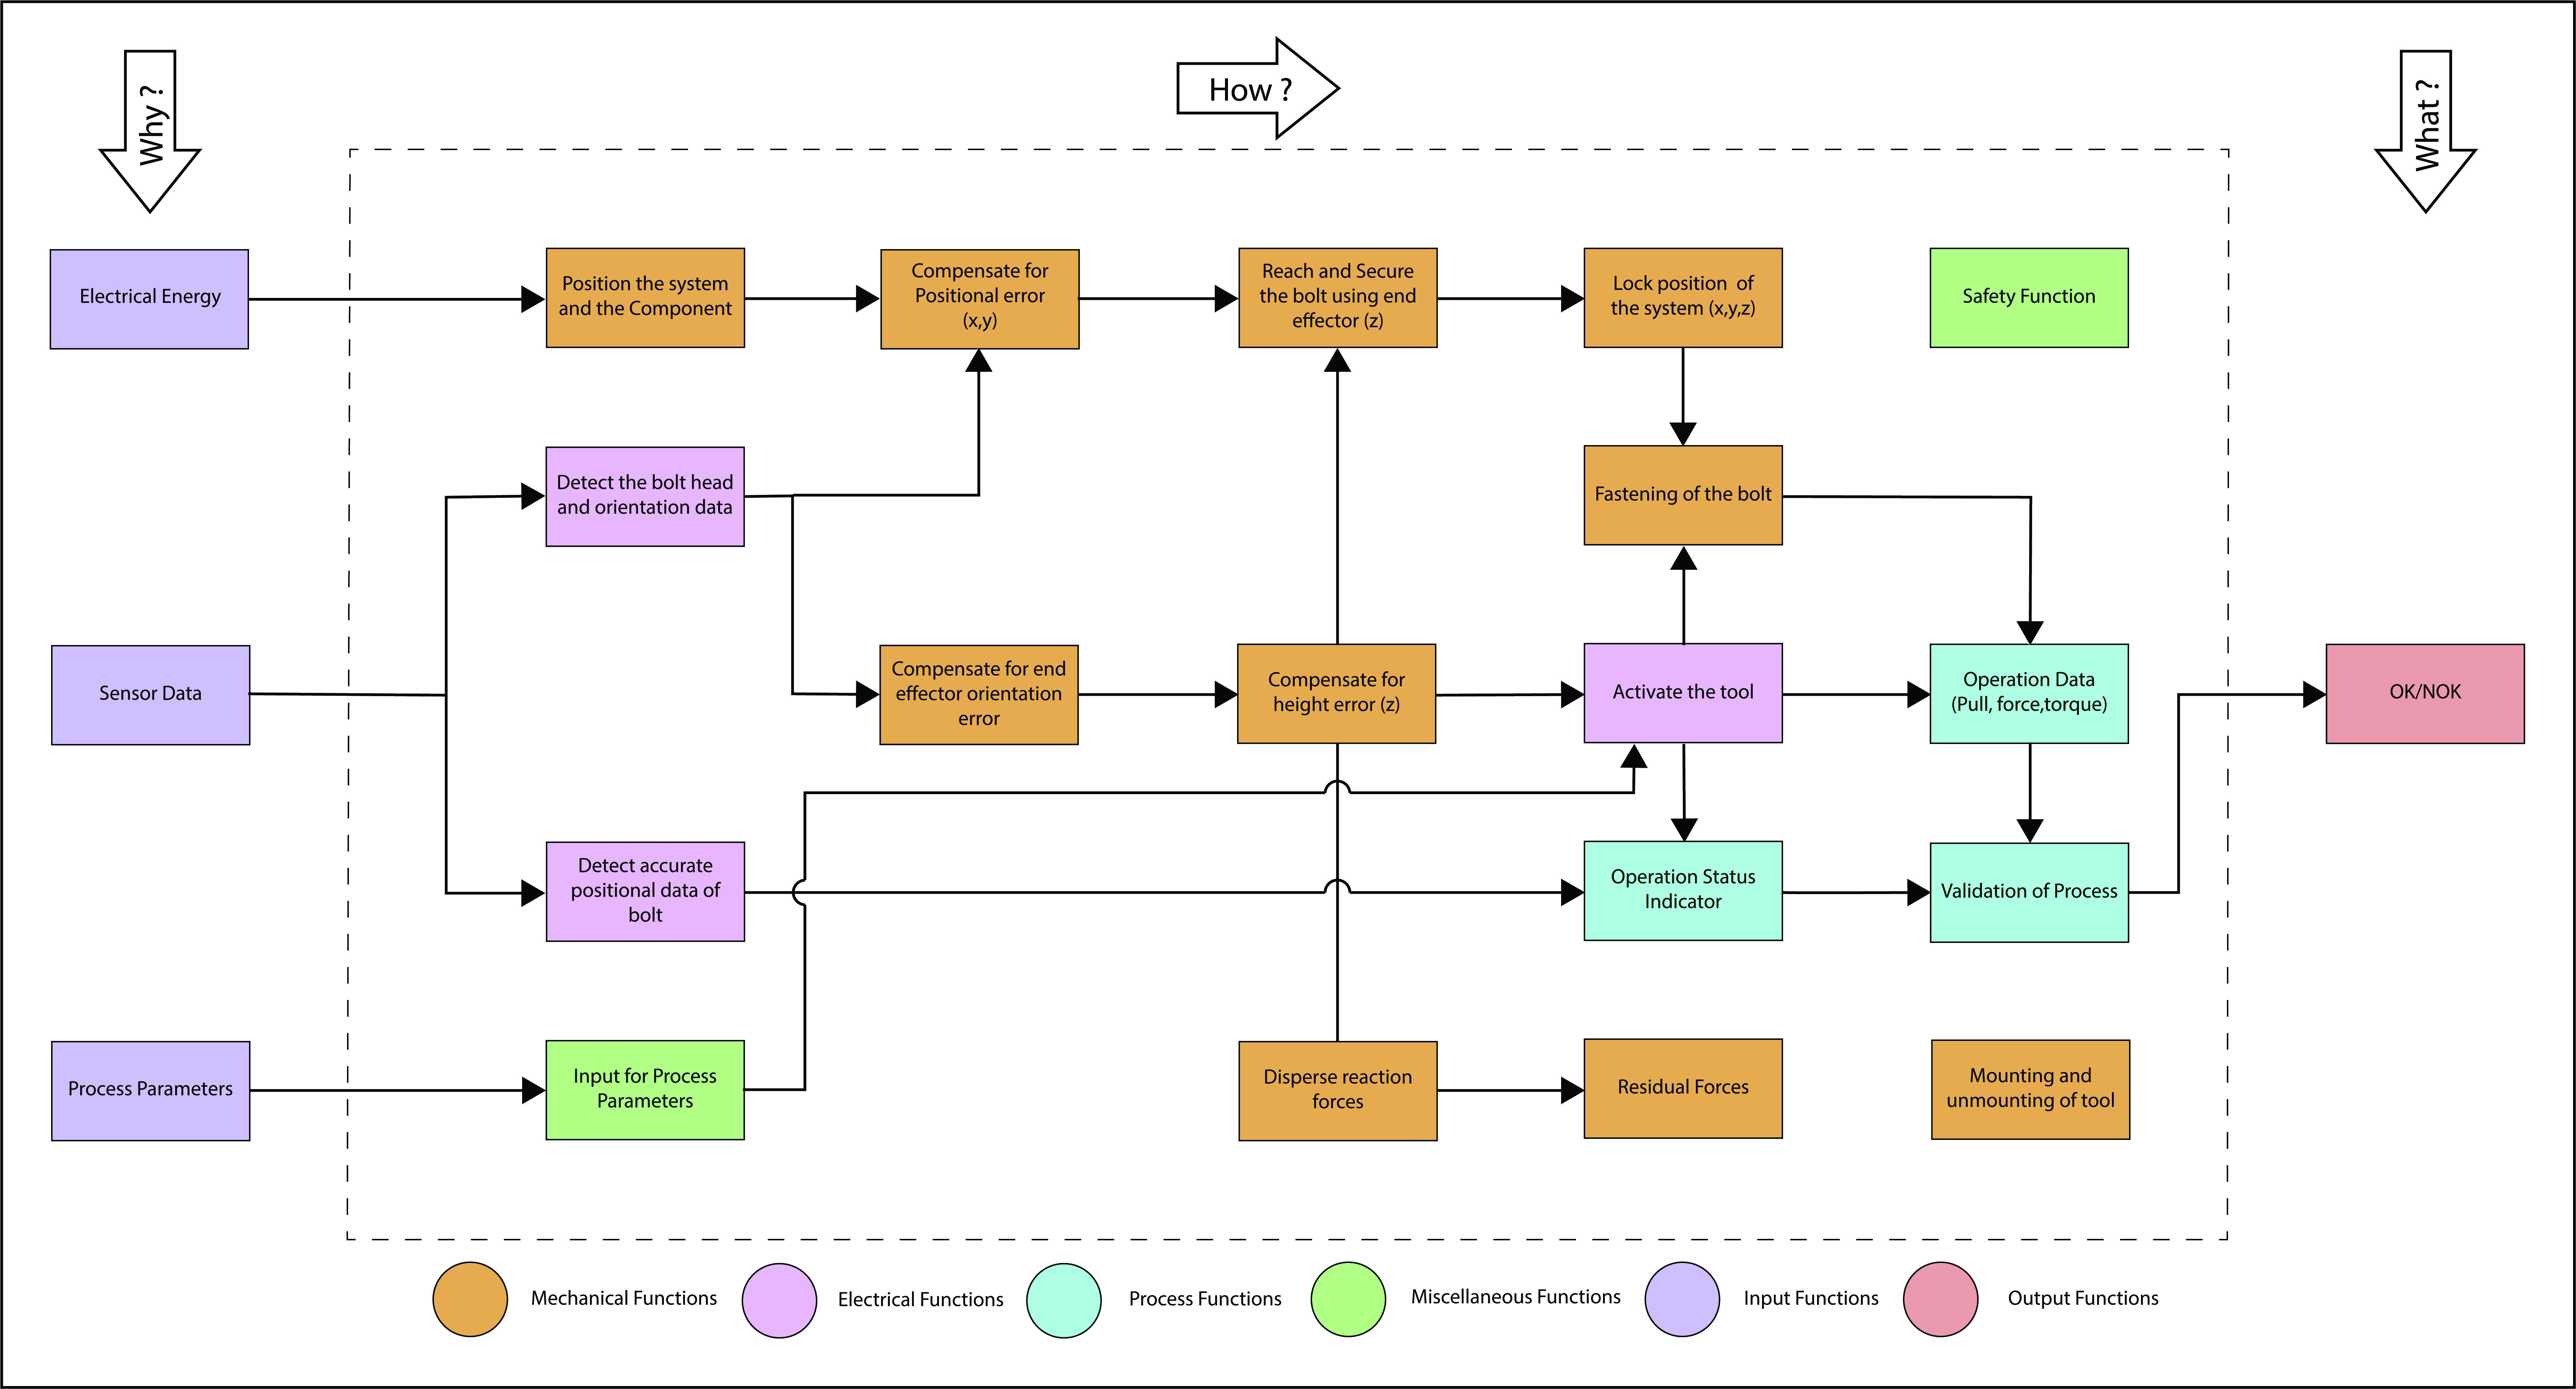 Why ?
How ?
What ?
Electrical Energy
Position the system
and the Component
Compensate for
Positional error
(x,y)
Reach and Secure
the bolt using end
effector (z)
Lock position  of
the system (x,y,z)
Safety Function
Detect the bolt head
and orientation data
Fastening of the bolt
Sensor Data
Compensate for end
effector orientation
error
Compensate for
height error (z)
Activate the tool
Operation Data
(Pull, force,torque)
OK/NOK
Detect accurate
positional data of
bolt
Operation Status
Indicator
Validation of Process
Process Parameters
Input for Process
Parameters
Disperse reaction
forces
Residual Forces
Mounting and
unmounting of tool
Mechanical Functions
Electrical Functions
Process Functions
Miscellaneous Functions
Input Functions
Output Functions